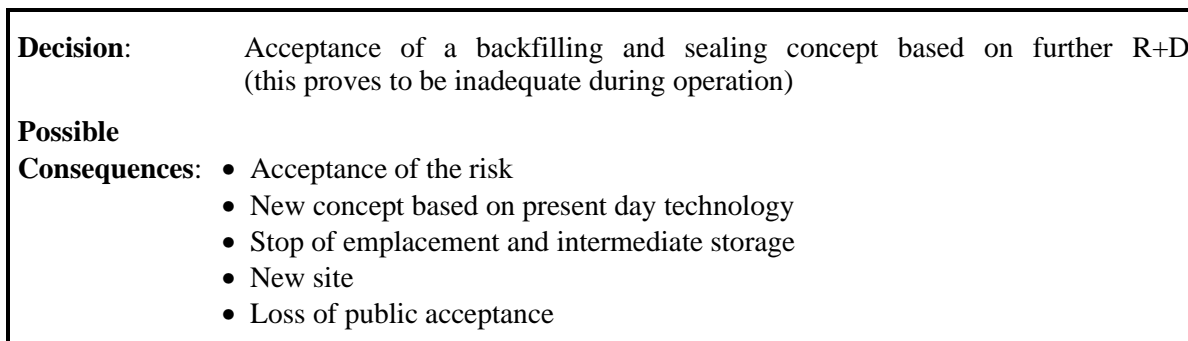 Decision: Acceptance of a backfilling and sealing concept based on further R+D
(this proves to be inadequate during operation)
Possible
Consequences: • Acceptance of the risk
• New concept based on present day technology
• Stop of emplacement and intermediate storage
• New site
• Loss of public acceptance